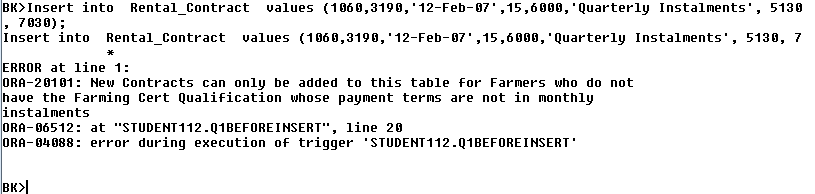 BK>Insert into  Rental_Contract  values (1060,3190,'12-Feb-07',15,6000,'Quarterly Instalments', 5130
, 7030);
Insert into  Rental_Contract  values (1060,3190,'12-Feb-07',15,6000,'Quarterly Instalments', 5130, 7
*
ERROR at line 1:
ORA-20101: New Contracts can only be added to this table for Farmers who do not
have the Farming Cert Qualification whose payment terms are not in monthly
instalments
ORA-06512: at "STUDENT112.Q1BEFOREINSERT", line 20
ORA-04088: error during execution of trigger 'STUDENT112.Q1BEFOREINSERT'
BK>